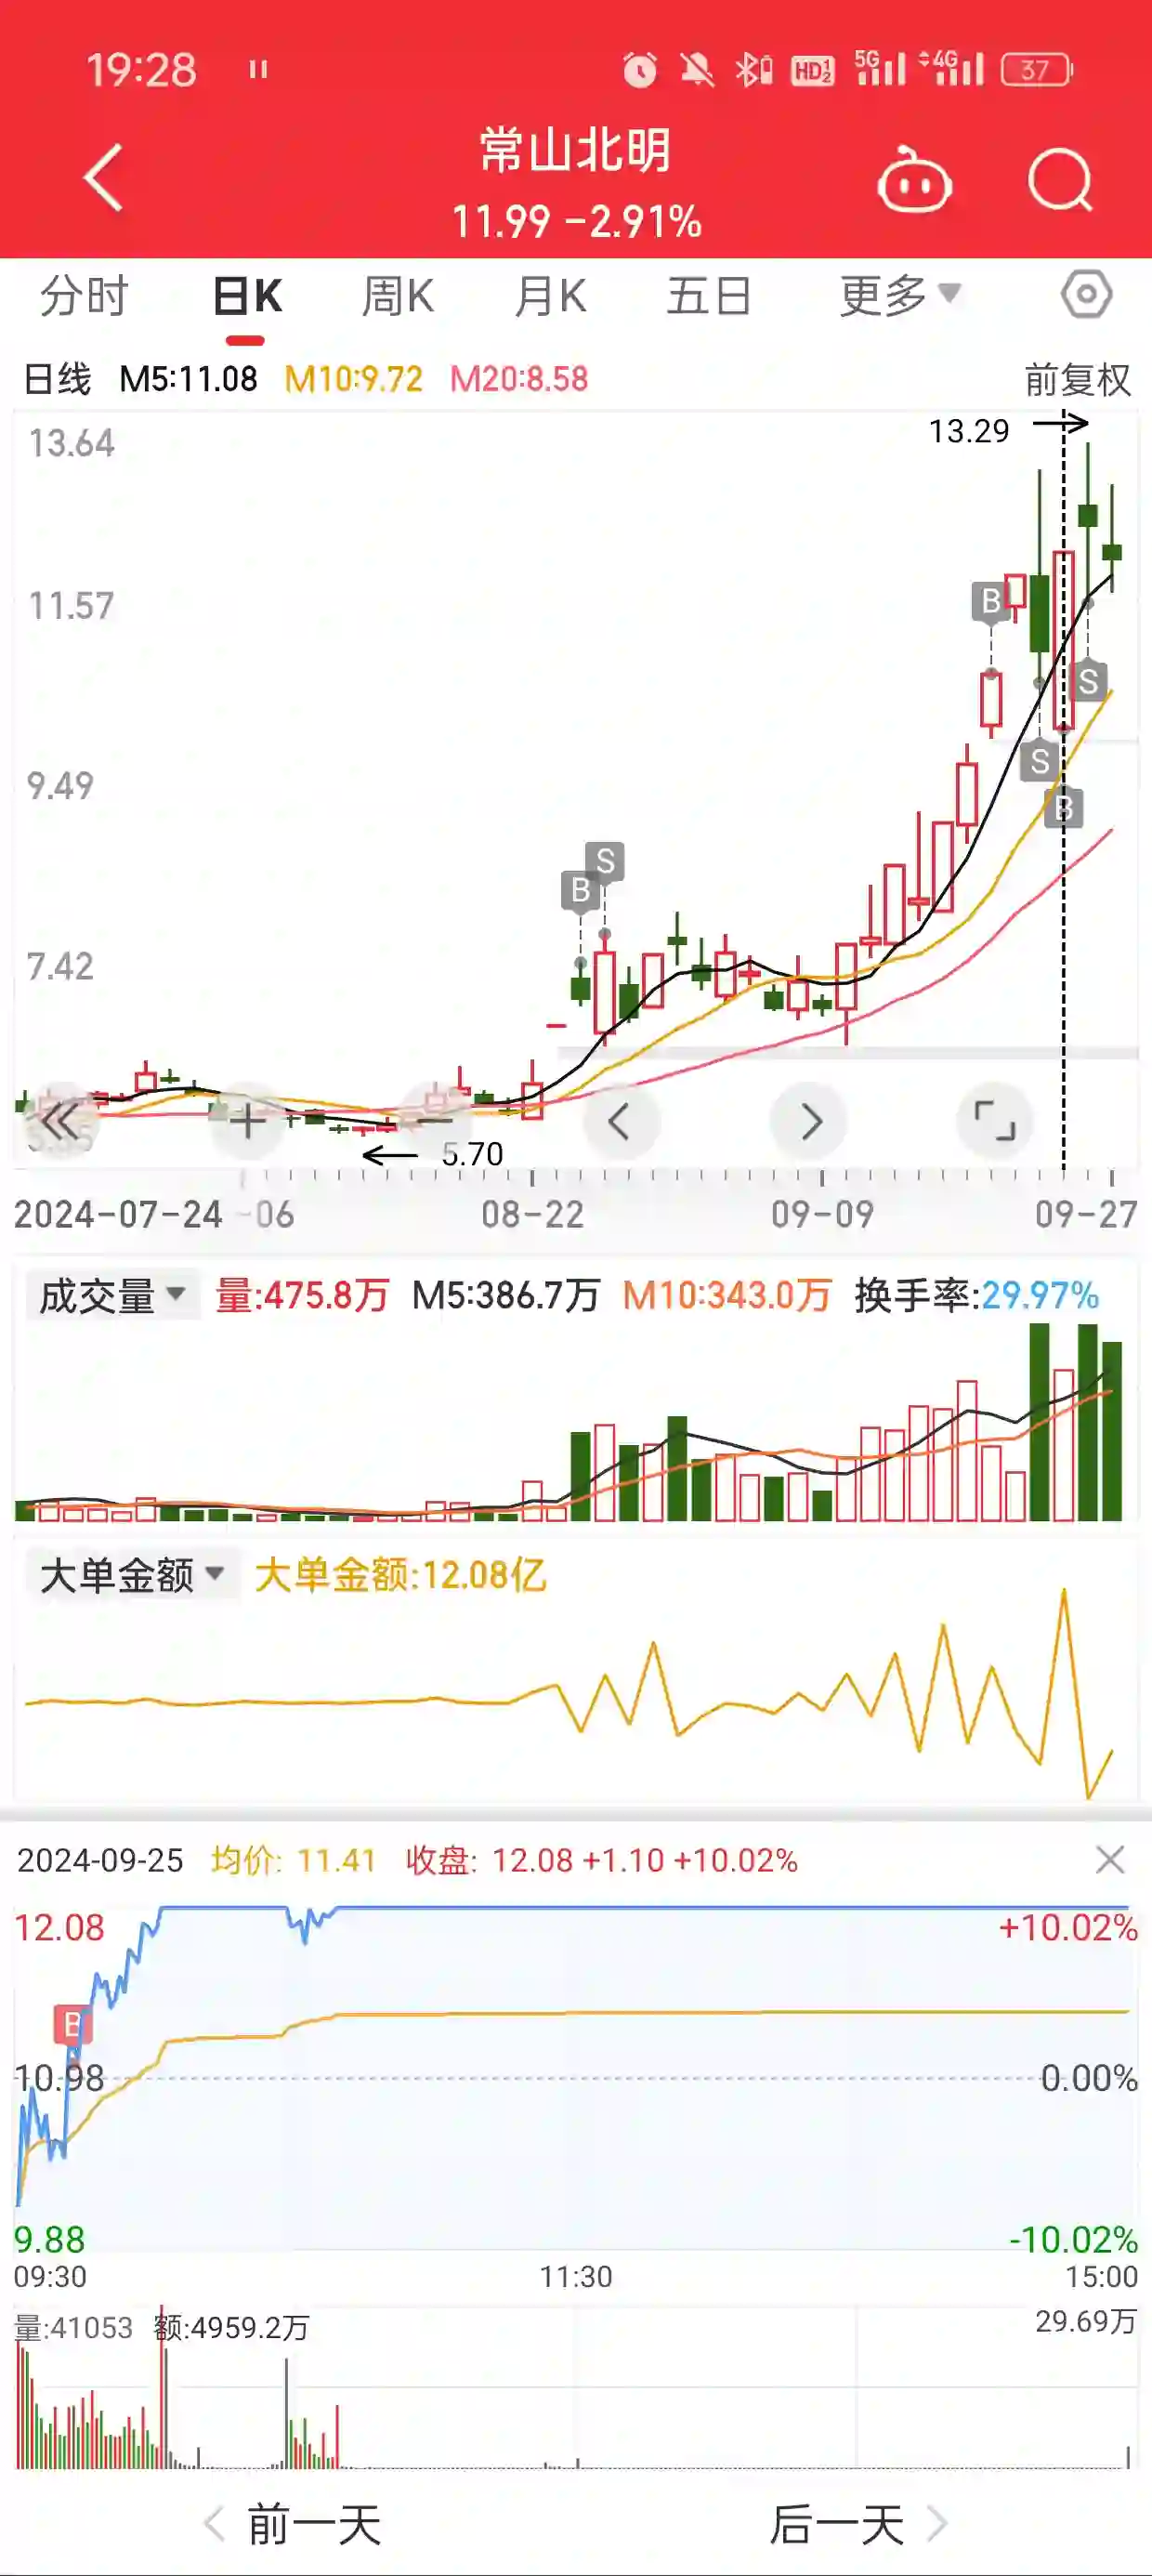 19:28
HD 1 2 5G 4G 37
常山北明
11.99 -2.91%
分时 日K 周K 月K 五日 更多
日线 M5:11.08 M10:9.72 M20:8.58 前复权
13.64
13.29
11.57
B
S
9.49
S
B
S
B
7.42
5.70
2024-07-24 -06 08-22 09-09 09-27
成交量 量:475.8万 M5:386.7万 M10:343.0万 换手率:29.97%
大单金额 大单金额:12.08亿
2024-09-25 均价: 11.41 收盘: 12.08 +1.10 +10.02%
12.08 +10.02%
B
10.98 0.00%
9.88 -10.02%
09:30 11:30 15:00
量:41053 额:4959.2万 29.69万
前一天 后一天